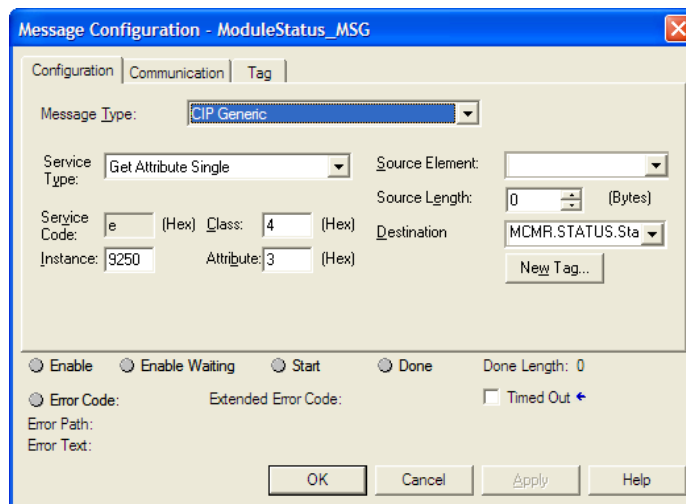 Message Configuration - ModuleStatus_MSG
Configuration Communication Tag
Message Type: CIP Generic
Service Type: Get Attribute Single
Source Element:
Source Length: 0 (Bytes)
Service Code: e (Hex) Class: 4 (Hex)
Destination MCMR.STATUS.Sta
Instance: 9250 Attribute: 3 (Hex)
New Tag...
Enable Enable Waiting Start Done Done Length: 0
Error Code: Extended Error Code: Timed Out
Error Path:
Error Text:
OK Cancel Apply Help